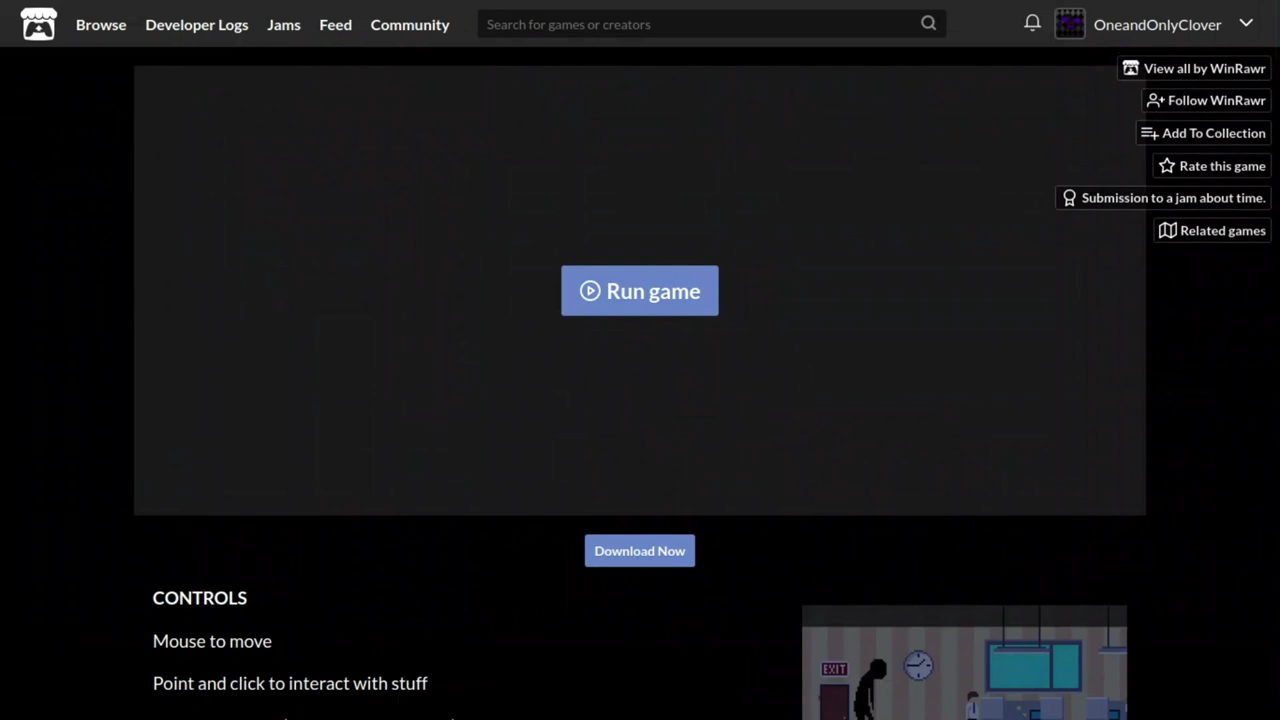 Browse Developer Logs Jams Feed Community Search for games or creators OneandOnlyClover
View all by WinRawr
Follow WinRawr
Add To Collection
Rate this game
Submission to a jam about time.
Related games
Run game
Download Now
CONTROLS
Mouse to move
EXIT
Point and click to interact with stuff